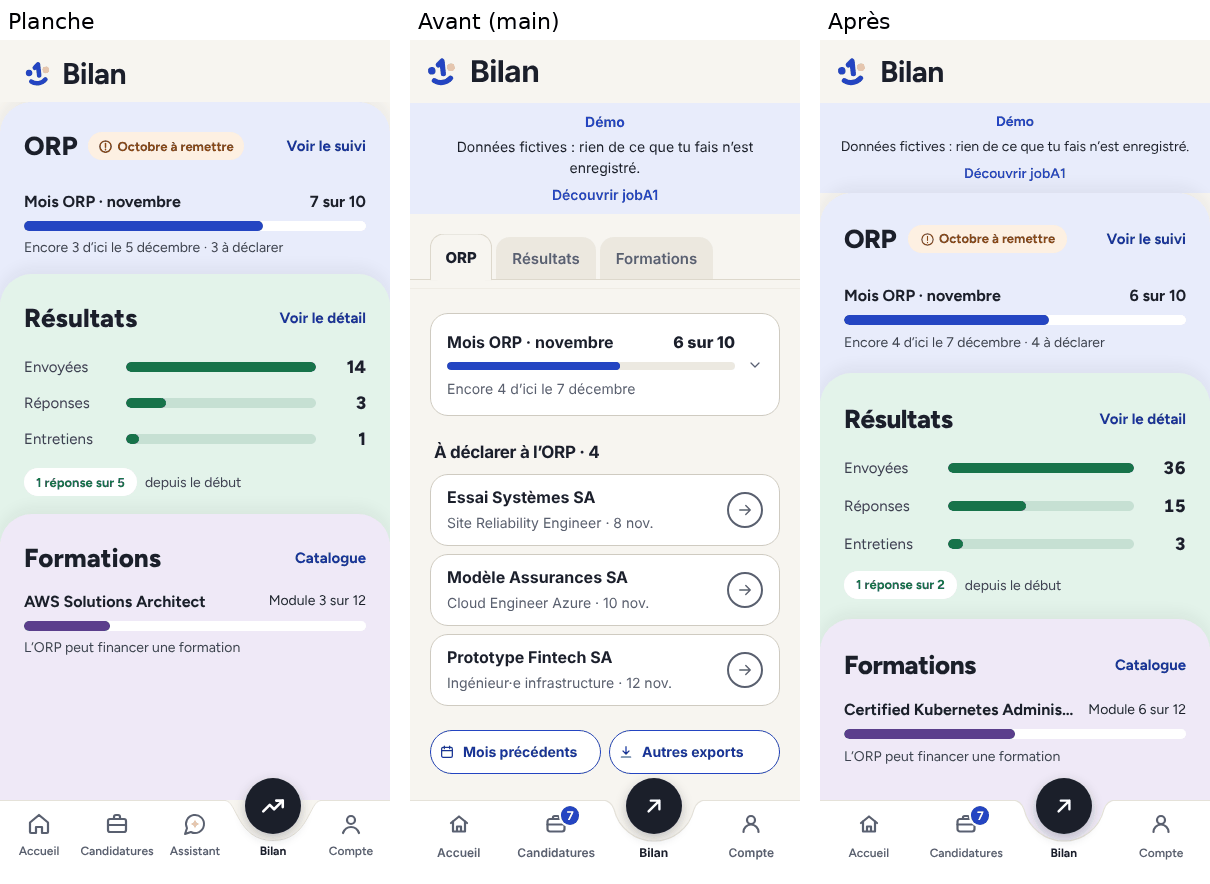 Planche
Bilan
ORP
Octobre à remettre
Voir le suivi
Mois ORP · novembre
7 sur 10
Encore 3 d’ici le 5 décembre · 3 à déclarer
Résultats
Voir le détail
Envoyées
14
Réponses
3
Entretiens
1
1 réponse sur 5
depuis le début
Formations
Catalogue
AWS Solutions Architect
Module 3 sur 12
L’ORP peut financer une formation
Accueil
Candidatures
Assistant
Bilan
Compte
Avant (main)
Bilan
Démo
Données fictives : rien de ce que tu fais n’est
enregistré.
Découvrir jobA1
ORP
Résultats
Formations
Mois ORP · novembre
6 sur 10
Encore 4 d’ici le 7 décembre
À déclarer à l’ORP · 4
Essai Systèmes SA
Site Reliability Engineer · 8 nov.
Modèle Assurances SA
Cloud Engineer Azure · 10 nov.
Prototype Fintech SA
Ingénieur·e infrastructure · 12 nov.
Mois précédents
Autres exports
Accueil
7
Candidatures
Bilan
Compte
Après
Bilan
Démo
Données fictives : rien de ce que tu fais n’est enregistré.
Découvrir jobA1
ORP
Octobre à remettre
Voir le suivi
Mois ORP · novembre
6 sur 10
Encore 4 d’ici le 7 décembre · 4 à déclarer
Résultats
Voir le détail
Envoyées
36
Réponses
15
Entretiens
3
1 réponse sur 2
depuis le début
Formations
Catalogue
Certified Kubernetes Adminis...
Module 6 sur 12
L’ORP peut financer une formation
Accueil
7
Candidatures
Bilan
Compte